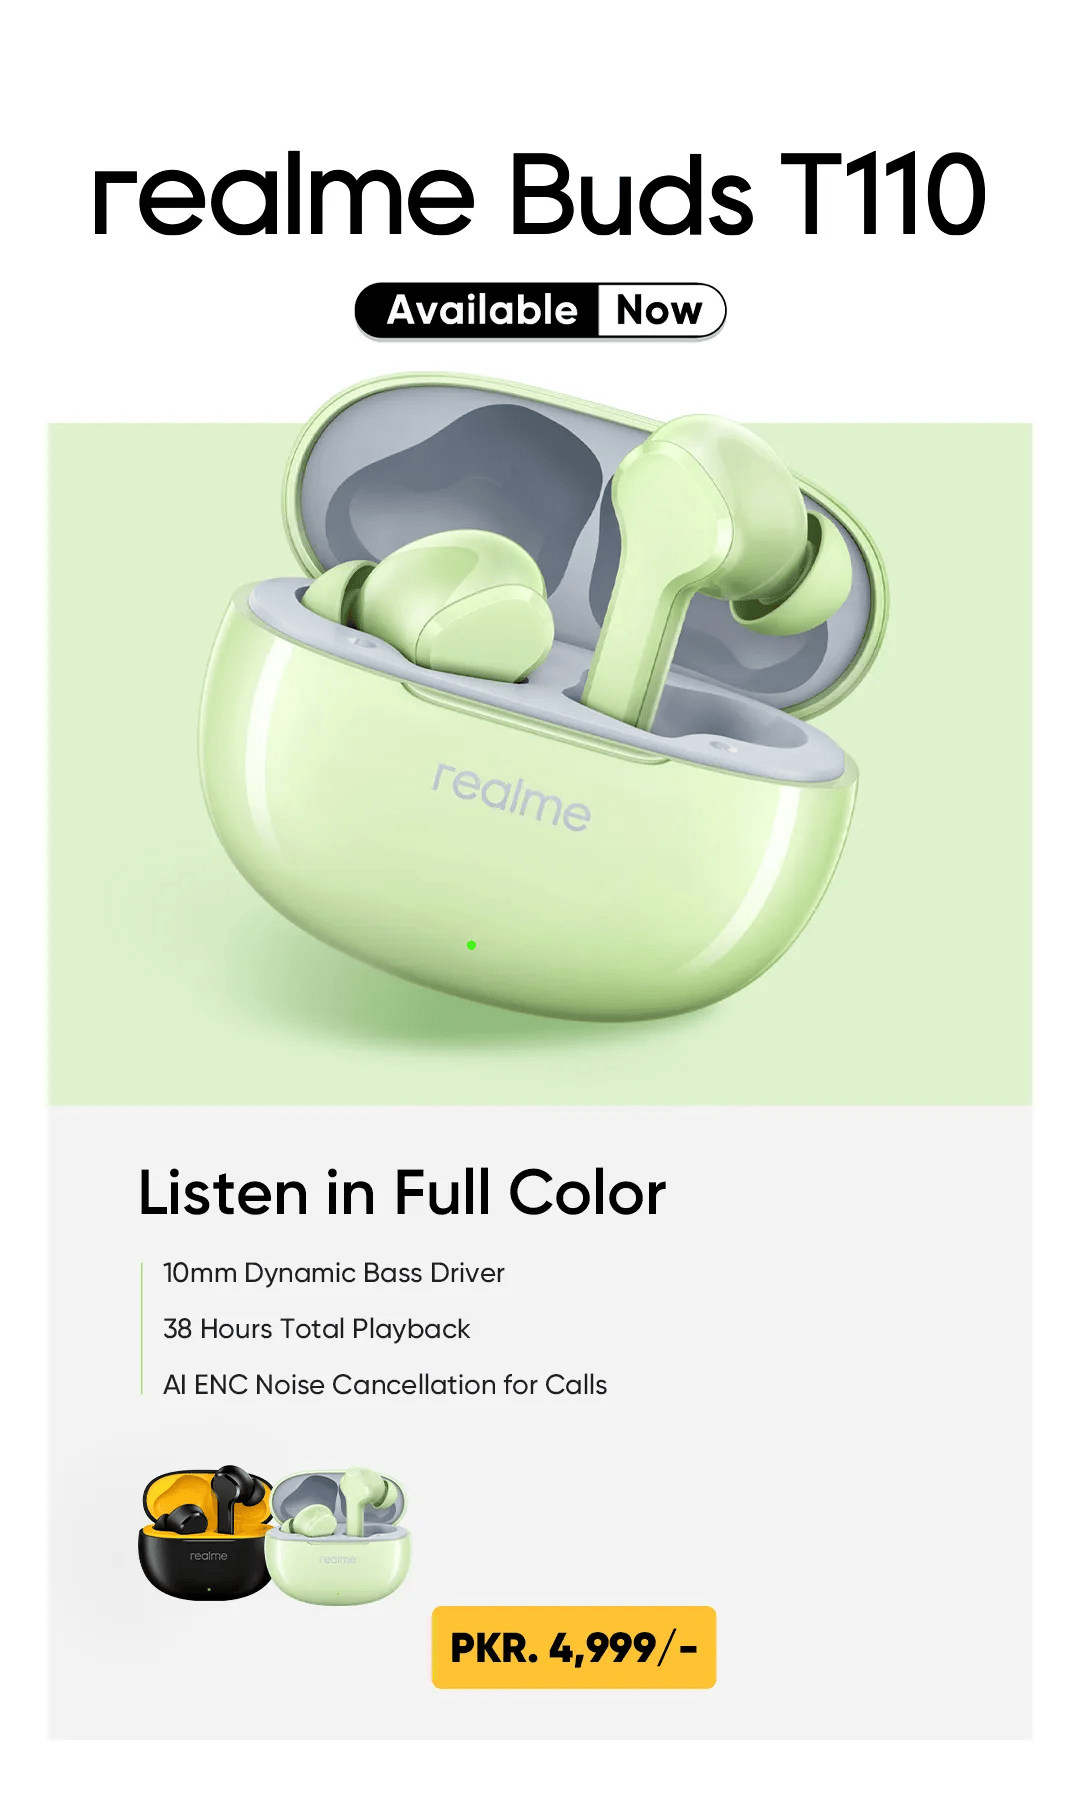 realme Buds T110
Available Now
realme
Listen in Full Color
10mm Dynamic Bass Driver
38 Hours Total Playback
AI ENC Noise Cancellation for Calls
realme
realme
PKR. 4,999/-